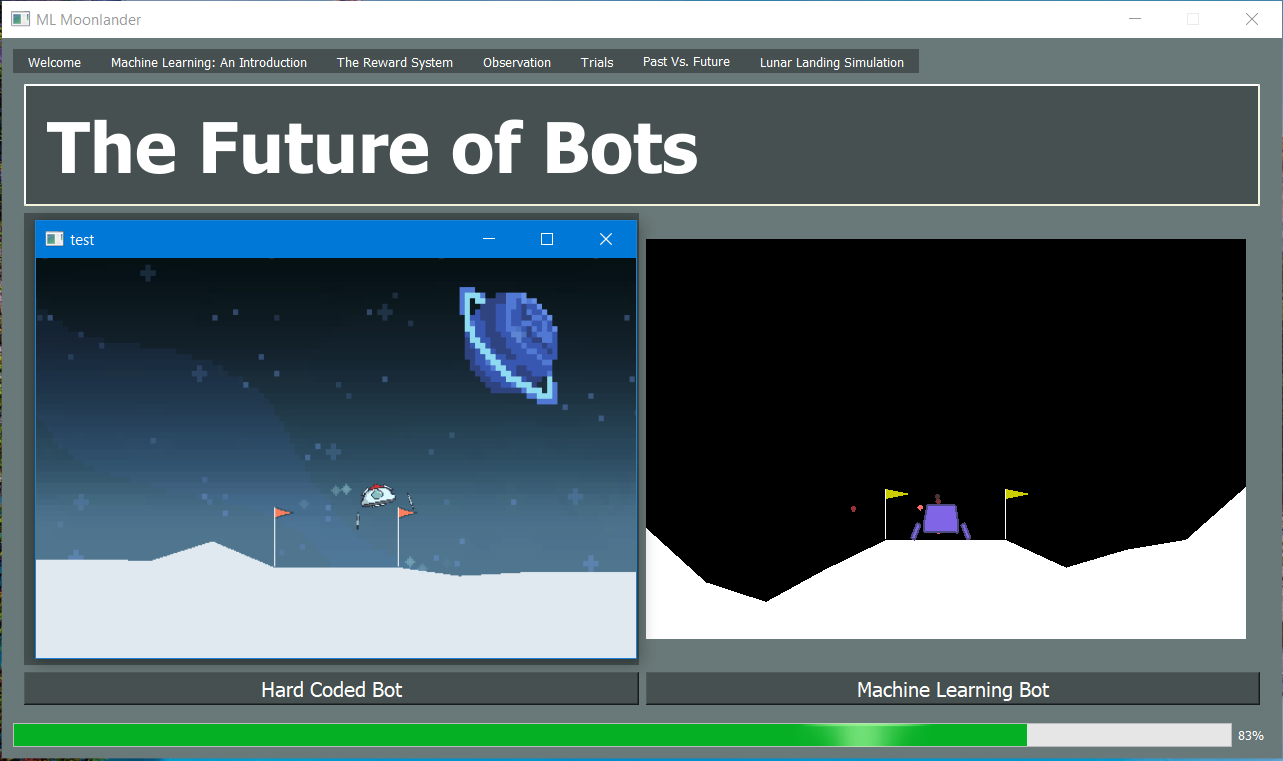 ML Moonlander
Welcome Machine Learning: An Introduction The Reward System Observation Trials Past Vs. Future Lunar Landing Simulation
The Future of Bots
test
Hard Coded Bot Machine Learning Bot
83%